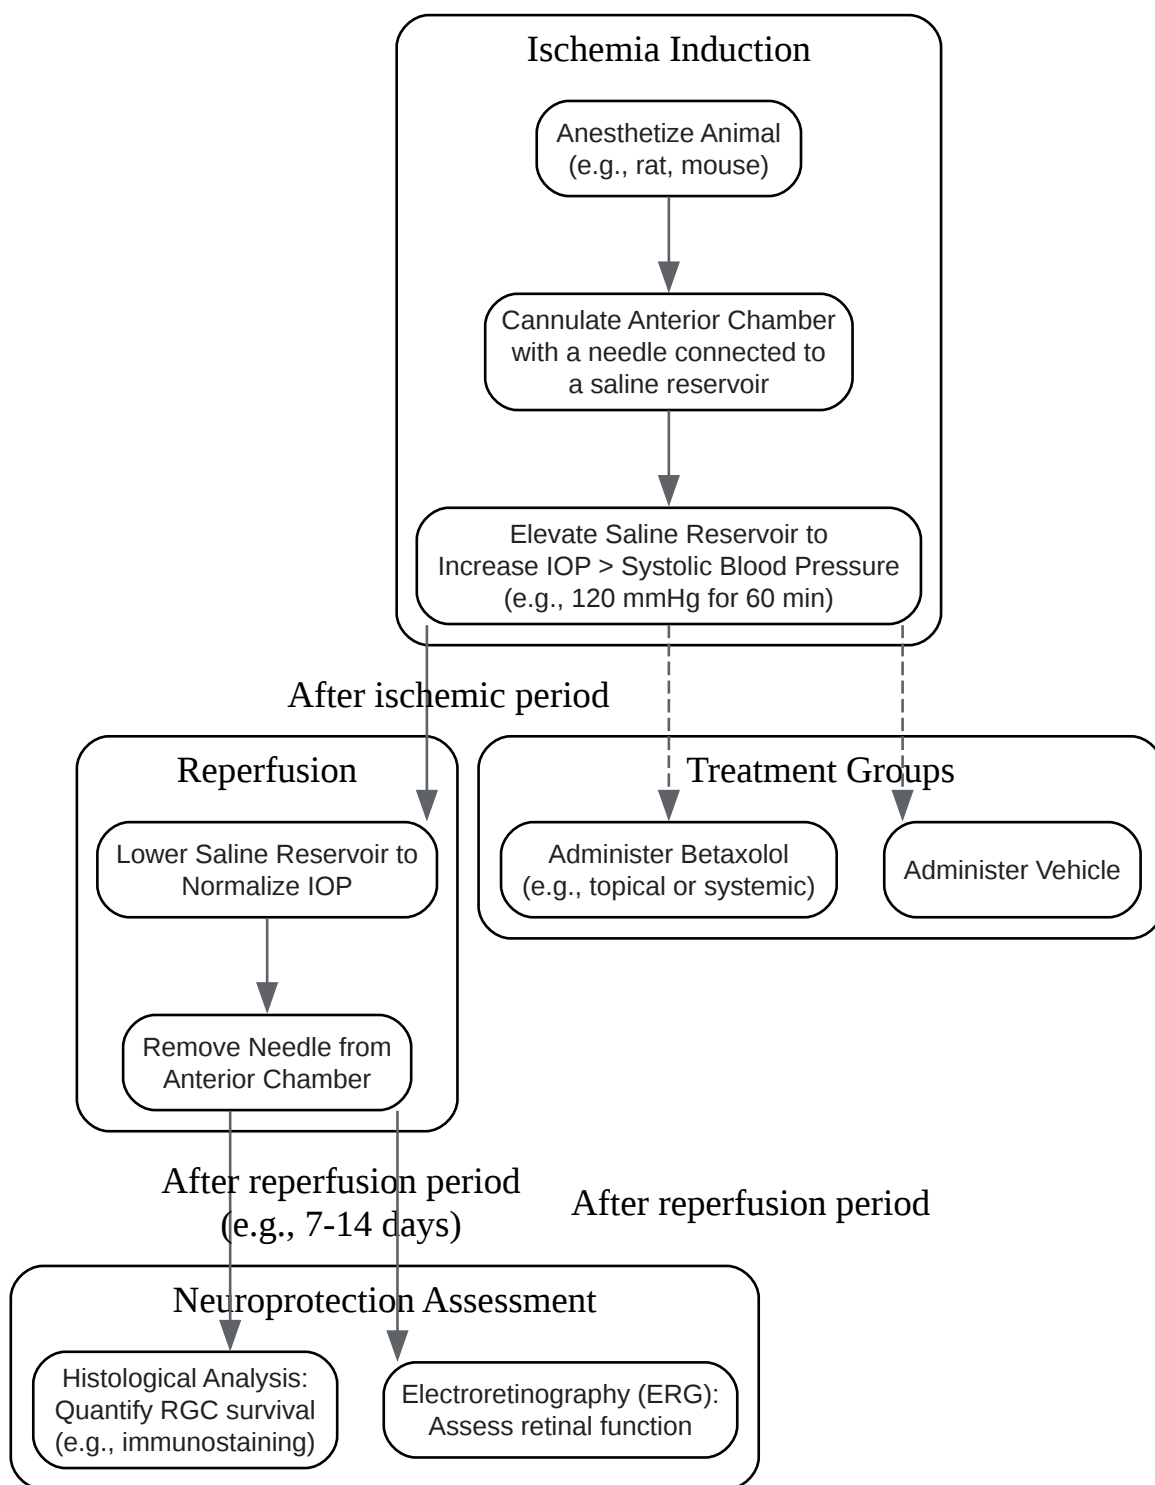 Ischemia Induction
Anesthetize Animal
(e.g., rat, mouse)
Cannulate Anterior Chamber
with a needle connected to
a saline reservoir
Elevate Saline Reservoir to
Increase IOP > Systolic Blood Pressure
(e.g., 120 mmHg for 60 min)
After ischemic period
Reperfusion
Lower Saline Reservoir to
Normalize IOP
Remove Needle from
Anterior Chamber
Treatment Groups
Administer Betaxolol
(e.g., topical or systemic)
Administer Vehicle
After reperfusion period
(e.g., 7-14 days)
After reperfusion period
Neuroprotection Assessment
Histological Analysis:
Quantify RGC survival
(e.g., immunostaining)
Electroretinography (ERG):
Assess retinal function